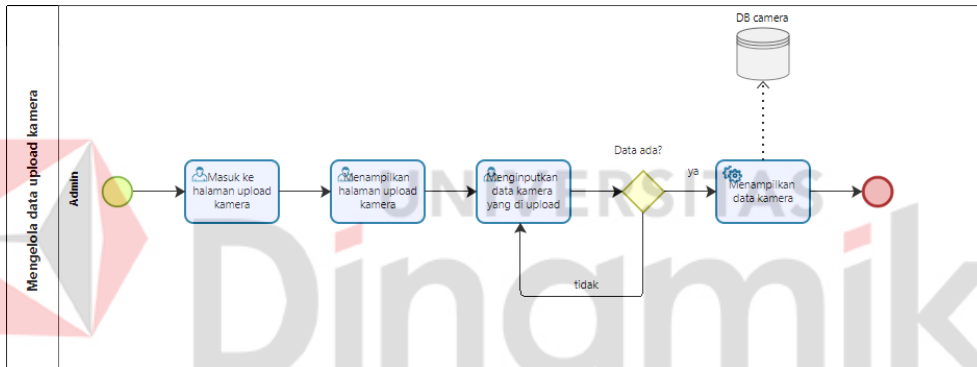 Mengelola data upload kamera
Admin
Masuk ke
halaman upload
kamera
Menampilkan
halaman upload
kamera
Menginputkan
data kamera
yang di upload
Data ada?
ya
tidak
Menampilkan
data kamera
DB camera
UNIVERSITAS
Dinamik